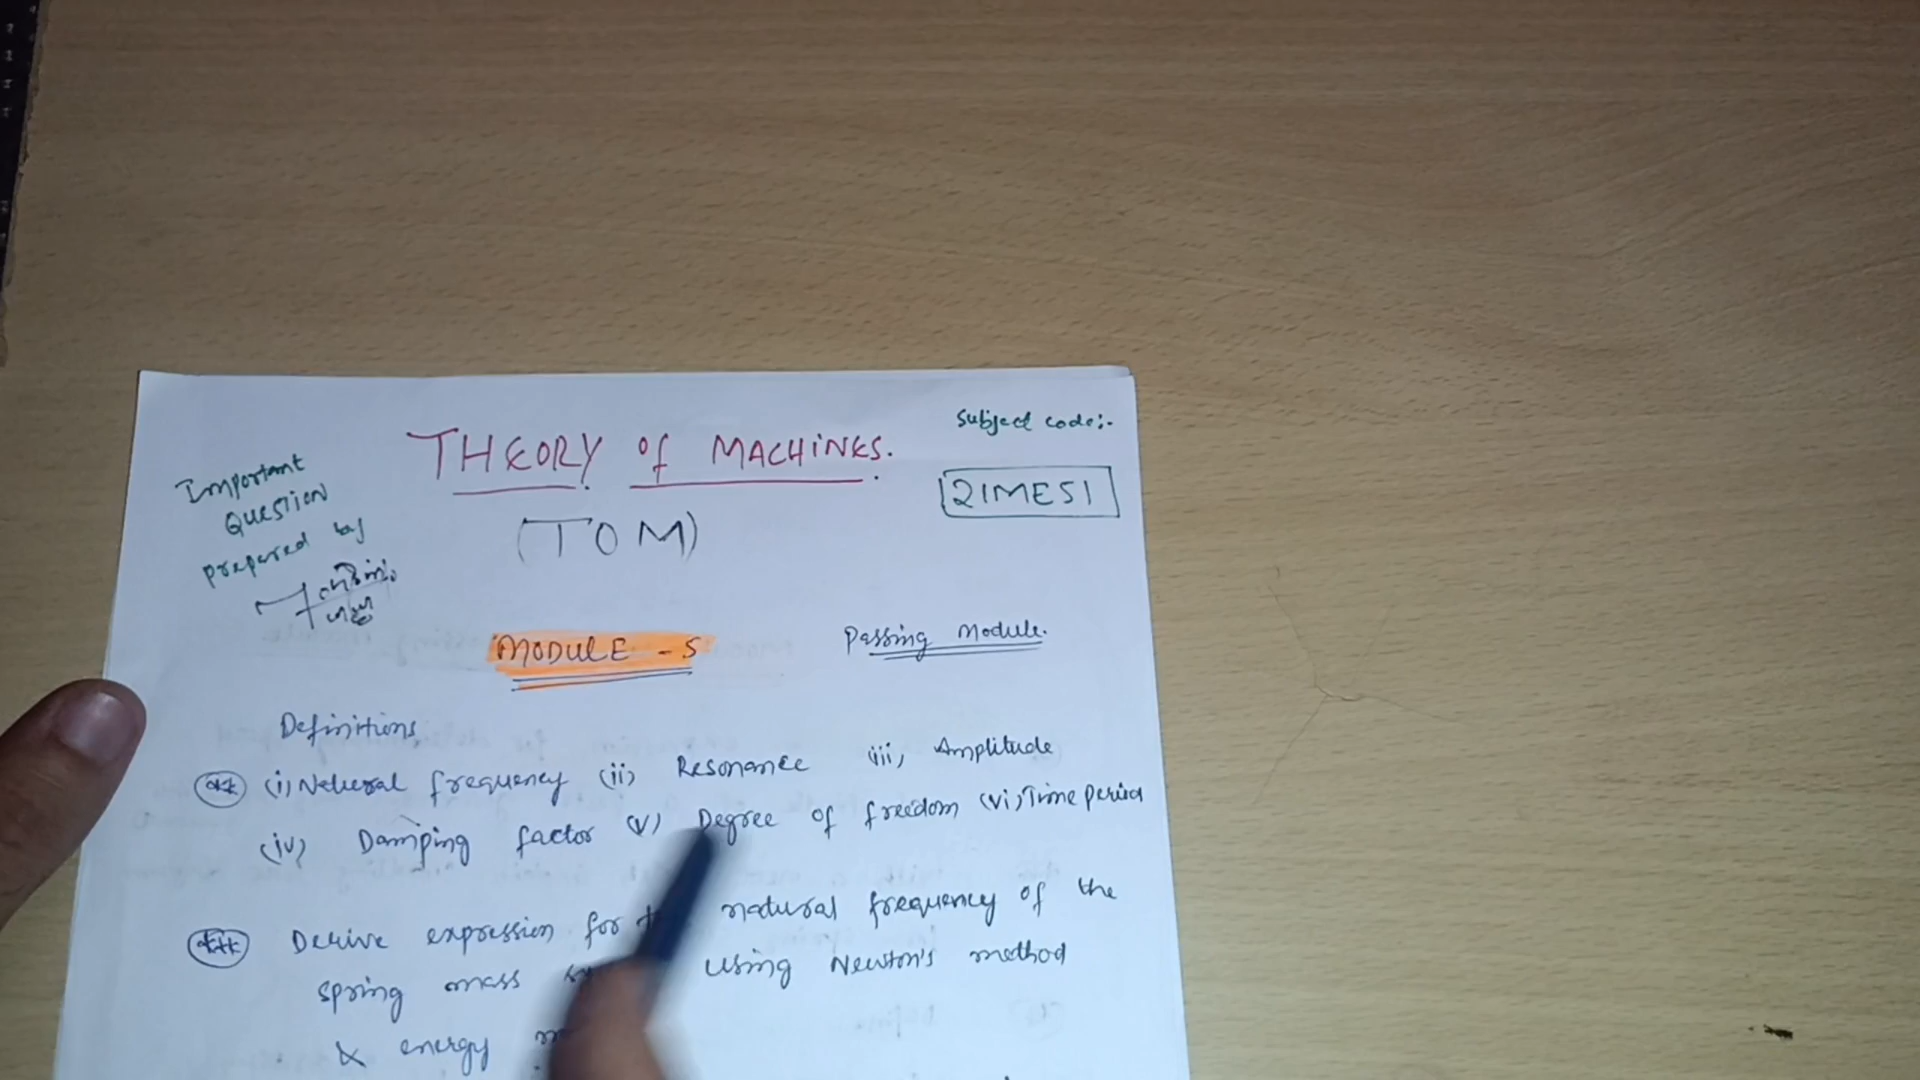 THEORY of MACHINES.
Subject code:-
21ME51
(TOM)
Important
QUESTION
prepared by
MODULE - 5
Passing Module.
Definitions
** (i) Netural frequency (ii) Resonance iii, Amplitude
(iv) Damping factor (v) Degree of freedom (vi) Time period
*** Derive expression for natural frequency of the
spring mass using Newton's method
& energy